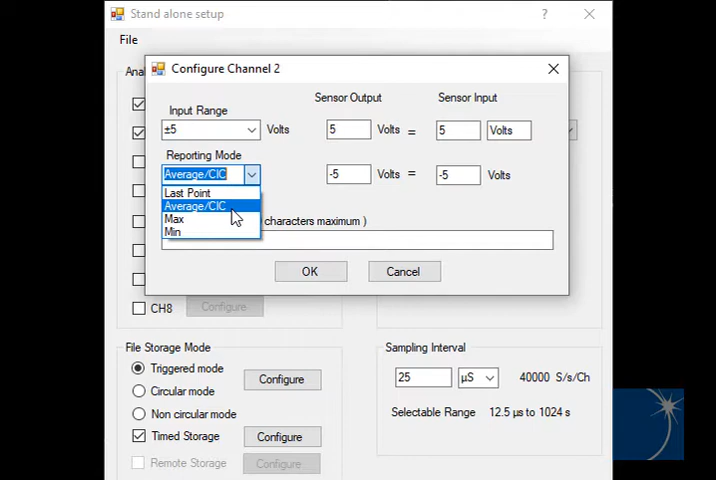 Stand alone setup
?
File
Configure Channel 2
Anal
Sensor Output
Sensor Input
Input Range
±5
Volts
5
Volts
=
5
Volts
Reporting Mode
Average/CIC
-5
Volts
=
-5
Volts
Last Point
Average/CIC
Max
Min
characters maximum )
OK
Cancel
CH8
Configure
File Storage Mode
Triggered mode
Configure
Circular mode
Non circular mode
Timed Storage
Configure
Remote Storage
Configure
Sampling Interval
25
µS
40000 S/s/Ch
Selectable Range
12.5 µs to 1024 s